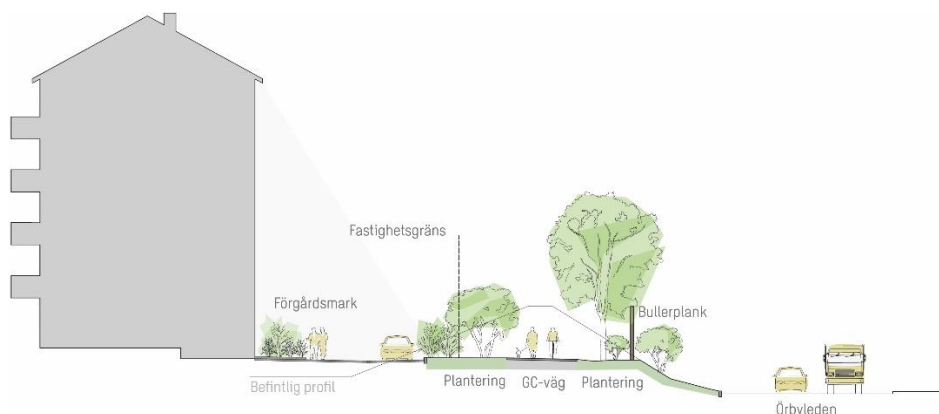 Fastighetsgräns
Förgårdsmark
Bullerplank
Befintlig profil
Plantering
GC-väg
Plantering
Örbyleden